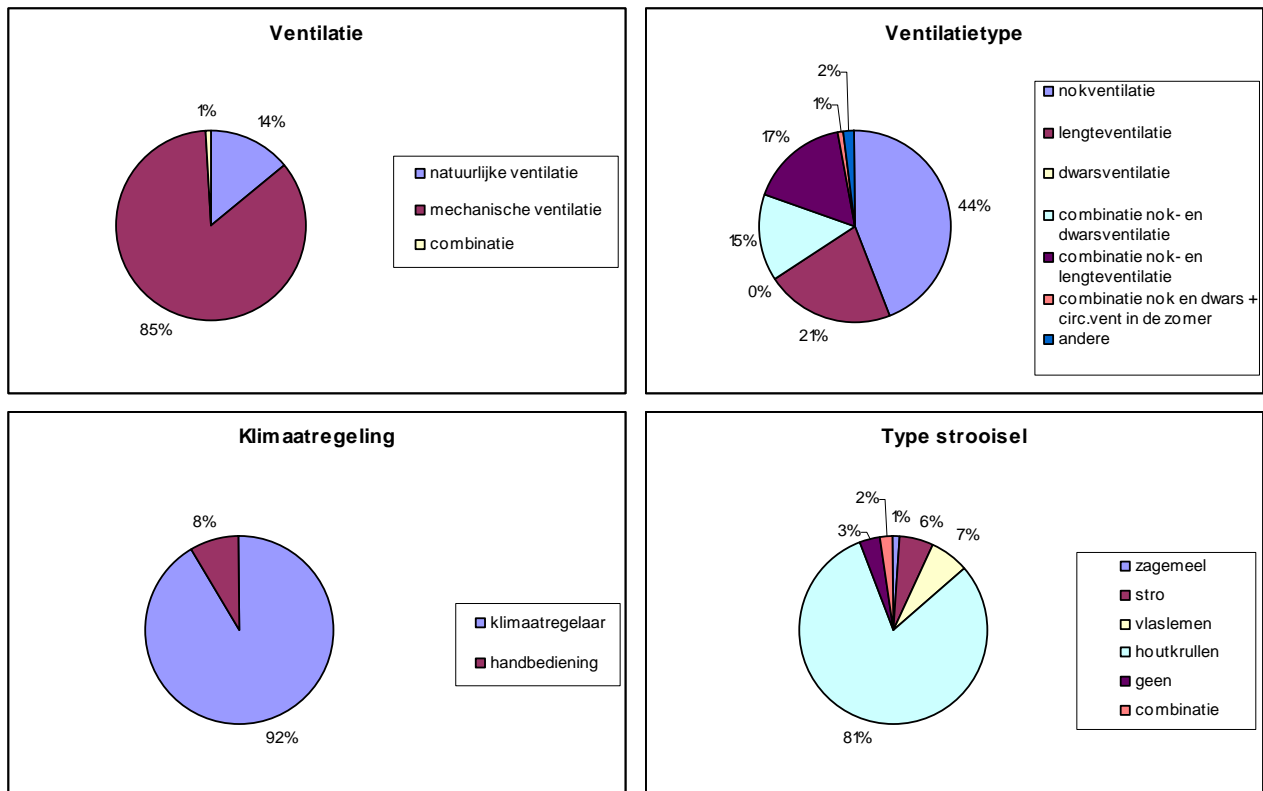 Ventilatie
1%
14%
85%
natuurlijke ventilatie
mechanische ventilatie
combinatie
Ventilatietype
2%
1%
17%
44%
15%
0%
21%
nokventilatie
lengteventilatie
dwarsventilatie
combinatie nok- en
dwarsventilatie
combinatie nok- en
lengteventilatie
combinatie nok en dwars +
circ.vent in de zomer
andere
Klimaatregeling
8%
92%
klimaatregelaar
handbediening
Type strooisel
2%
1%
6%
7%
3%
81%
zagemeel
stro
vlaslemen
houtkrullen
geen
combinatie